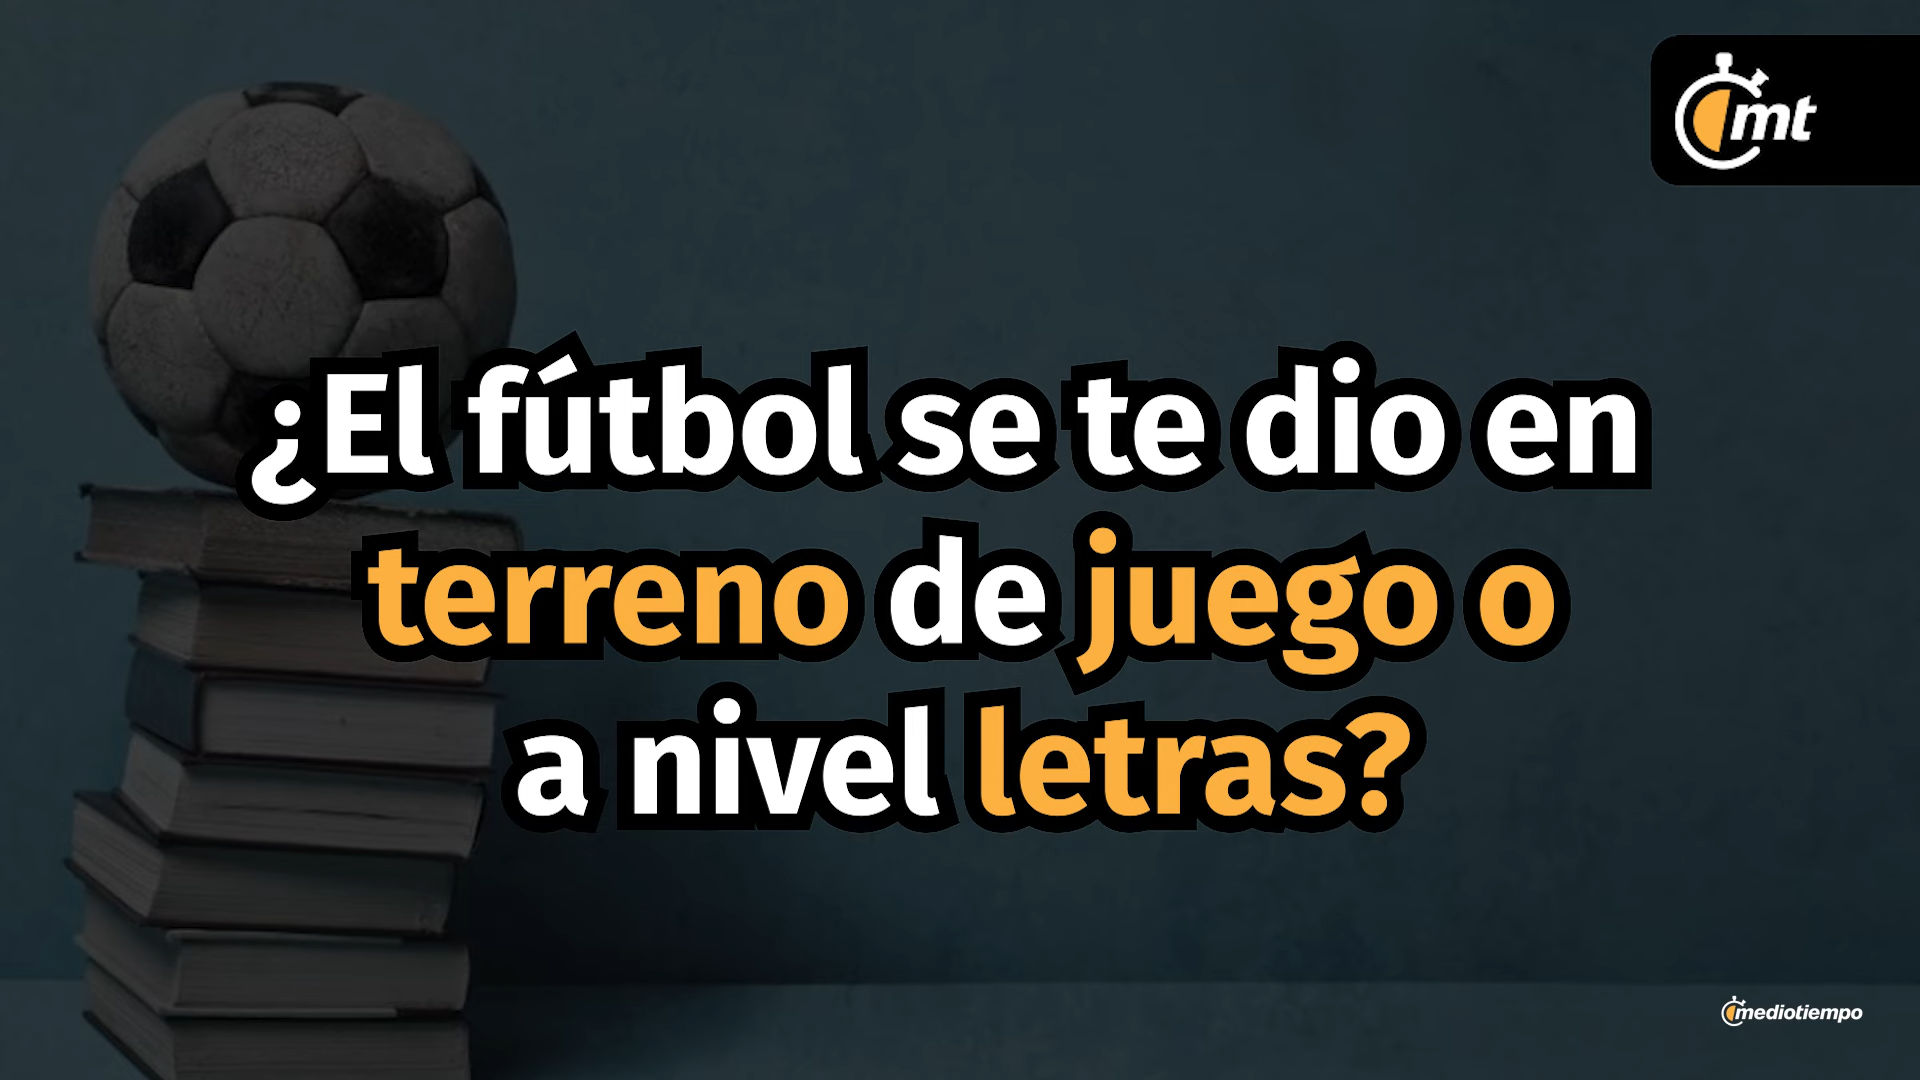 mt
¿El fútbol se te dio en
terreno de juego o
a nivel letras?
mediotiempo